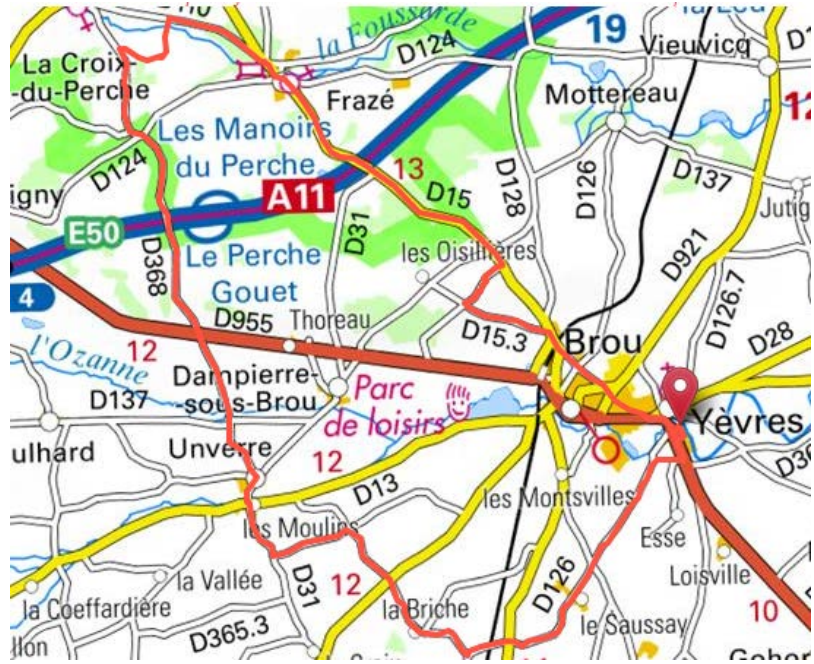 la Foussarde
19
D124
Vieuvicq
La Croix-
-du-Perche
Frazé
Mottereau
Les Manoirs
du Perche
13
D124
A11
D15
D128
D126
D137
igny
D31
Jutig
E50
D368
Le Perche
Gouet
les Oisillières
D921
D126.7
4
D955
Thoreau
D15.3
Brou
D28
l'Ozanne
12
Dampierre-
-sous-Brou
Parc
de loisirs
D137
Yèvres
ulhard
Unverre
12
D13
les Montsvilles
D36
les Moulins
Esse
la Vallée
D31
12
Loisville
la Coeffardière
la Briche
D126
10
D365.3
le Saussay
llon